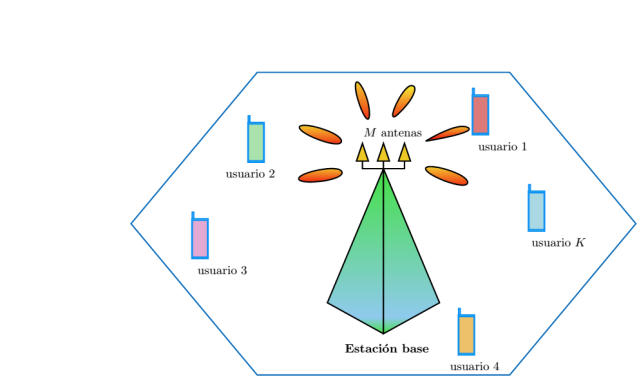 M antenas
usuario 1
usuario 2
usuario K
usuario 3
Estación base
usuario 4